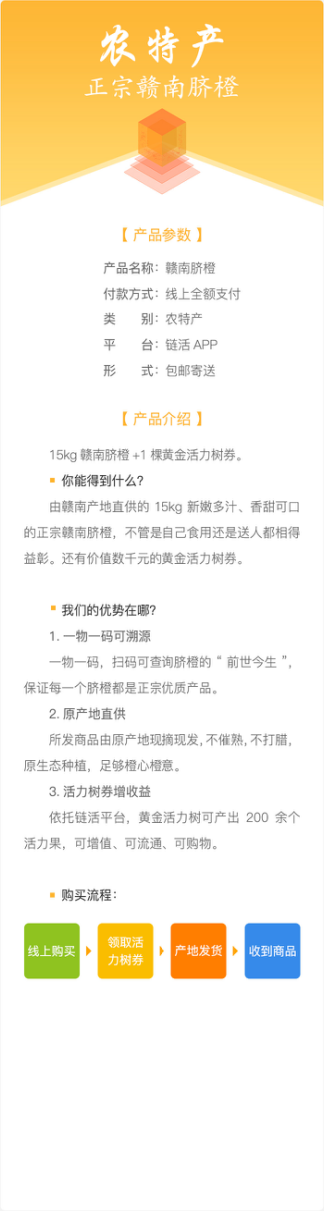 农特产
正宗赣南脐橙
【 产品参数 】
产品名称：赣南脐橙
付款方式：线上全额支付
类　　别：农特产
平　　台：链活 APP
形　　式：包邮寄送
【 产品介绍 】
15kg 赣南脐橙 +1 棵黄金活力树券。
你能得到什么?
由赣南产地直供的 15kg 新嫩多汁、香甜可口
的正宗赣南脐橙，不管是自己食用还是送人都相得
益彰。还有价值数千元的黄金活力树券。
我们的优势在哪?
1. 一物一码可溯源
一物一码，扫码可查询脐橙的“ 前世今生 ”，
保证每一个脐橙都是正宗优质产品。
2. 原产地直供
所发商品由原产地现摘现发, 不催熟, 不打腊，
原生态种植，足够橙心橙意。
3. 活力树券增收益
依托链活平台，黄金活力树可产出 200 余个
活力果，可增值、可流通、可购物。
购买流程：
线上购买
领取活
力树券
产地发货
收到商品